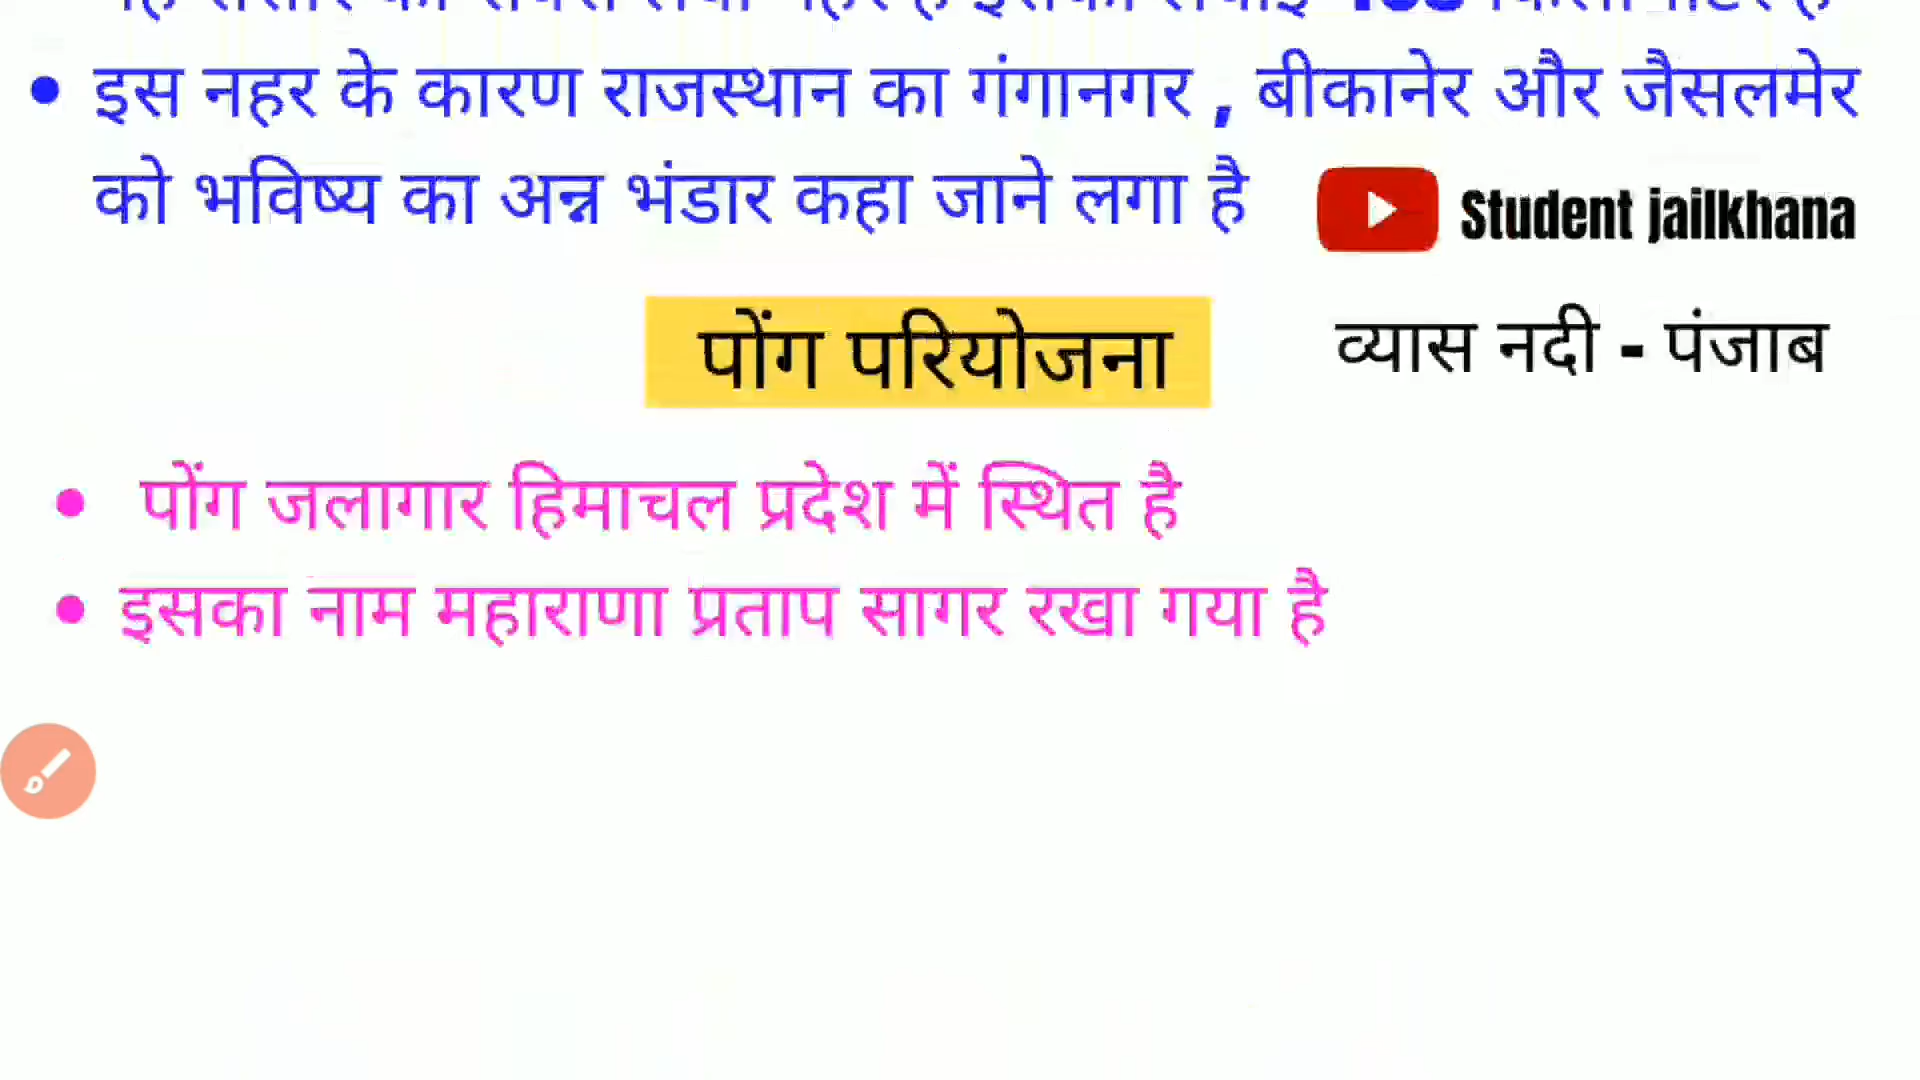 इस नहर के कारण राजस्थान का गंगानगर , बीकानेर और जैसलमेर
को भविष्य का अन्न भंडार कहा जाने लगा है
Student jailkhana
पोंग परियोजना
व्यास नदी - पंजाब
पोंग जलागार हिमाचल प्रदेश में स्थित है
इसका नाम महाराणा प्रताप सागर रखा गया है